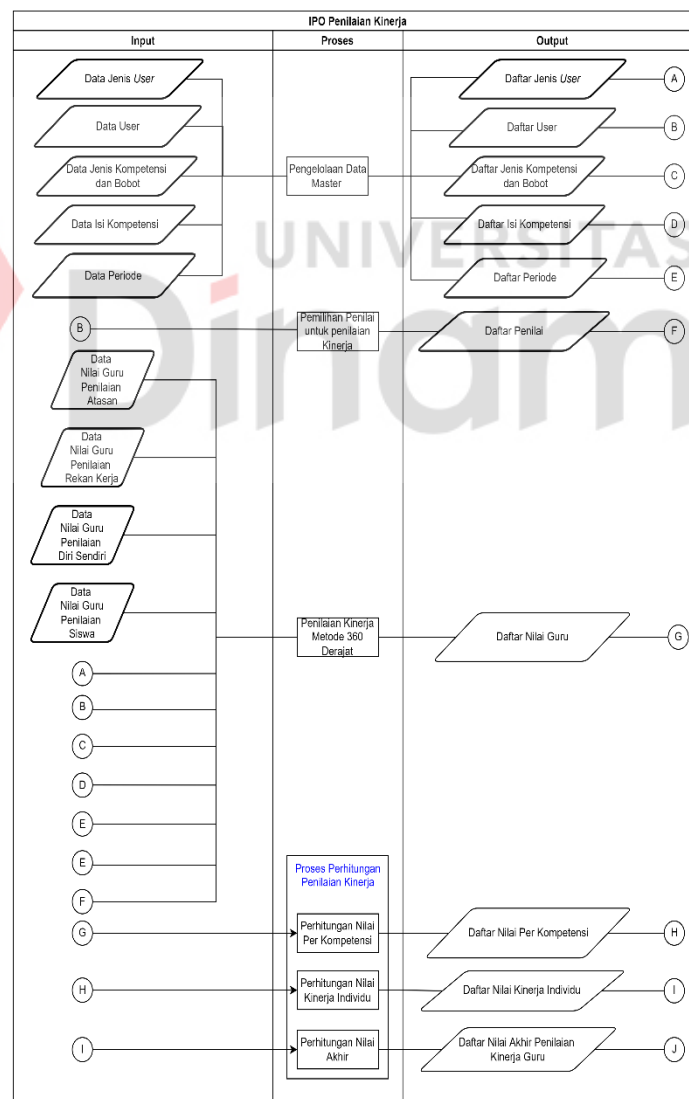 IPO Penilaian Kinerja
Input
Proses
Output
Data Jenis User
Daftar Jenis User
A
Data User
Daftar User
B
Data Jenis Kompetensi
dan Bobot
Pengelolaan Data
Master
Daftar Jenis Kompetensi
dan Bobot
C
Data Isi Kompetensi
Daftar Isi Kompetensi
D
UNIVERSITAS
Data Periode
Daftar Periode
E
Dinam
B
Pemilihan Penilai
untuk penilaian
Kinerja
Daftar Penilai
F
Data
Nilai Guru
Penilaian
Atasan
Data
Nilai Guru
Penilaian
Rekan Kerja
Data
Nilai Guru
Penilaian
Diri Sendiri
Data
Nilai Guru
Penilaian
Siswa
Penilaian Kinerja
Metode 360
Derajat
Daftar Nilai Guru
G
A
B
C
D
E
E
F
Proses Perhitungan
Penilaian Kinerja
G
Perhitungan Nilai
Per Kompetensi
Daftar Nilai Per Kompetensi
H
H
Perhitungan Nilai
Kinerja Individu
Daftar Nilai Kinerja Individu
I
I
Perhitungan Nilai
Akhir
Daftar Nilai Akhir Penilaian
Kinerja Guru
J